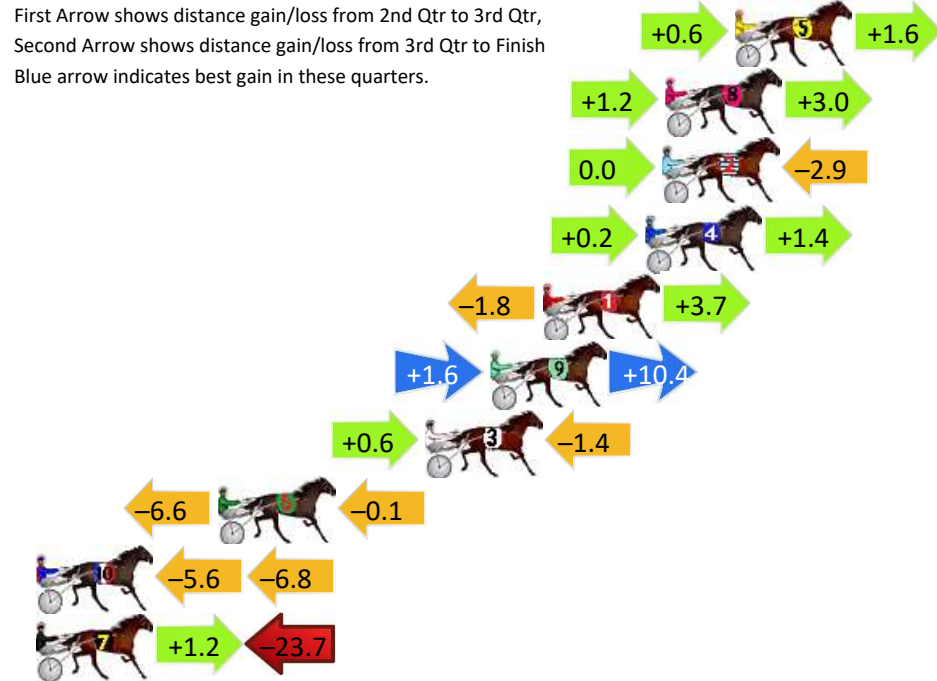 First Arrow shows distance gain/loss from 2nd Qtr to 3rd Qtr,
Second Arrow shows distance gain/loss from 3rd Qtr to Finish
Blue arrow indicates best gain in these quarters.
+0.6 5 +1.6
+1.2 8 +3.0
0.0 2 –2.9
+0.2 4 +1.4
–1.8 1 +3.7
+1.6 9 +10.4
+0.6 3 –1.4
–6.6 6 –0.1
10 –5.6 –6.8
7 +1.2 –23.7